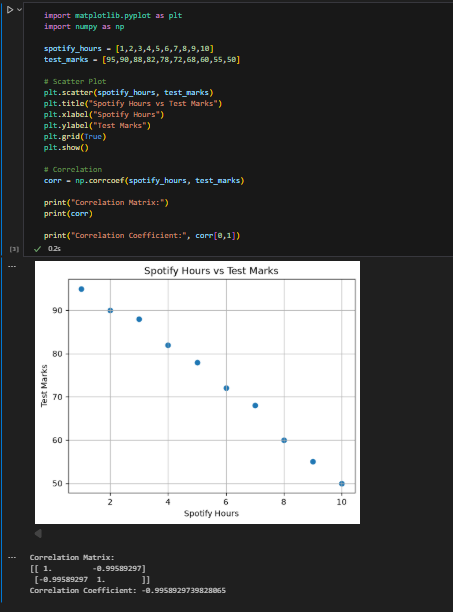 import matplotlib.pyplot as plt
import numpy as np
spotify_hours = [1,2,3,4,5,6,7,8,9,10]
test_marks = [95,90,88,82,78,72,68,60,55,50]
# Scatter Plot
plt.scatter(spotify_hours, test_marks)
plt.title("Spotify Hours vs Test Marks")
plt.xlabel("Spotify Hours")
plt.ylabel("Test Marks")
plt.grid(True)
plt.show()
# Correlation
corr = np.corrcoef(spotify_hours, test_marks)
print("Correlation Matrix:")
print(corr)
print("Correlation Coefficient:", corr[0,1])
[3] 0.2s
Spotify Hours vs Test Marks
90
80
70
60
50
Test Marks
2 4 6 8 10
Spotify Hours
Correlation Matrix:
[[ 1. -0.99589297]
[-0.99589297 1. ]]
Correlation Coefficient: -0.9958929739828065